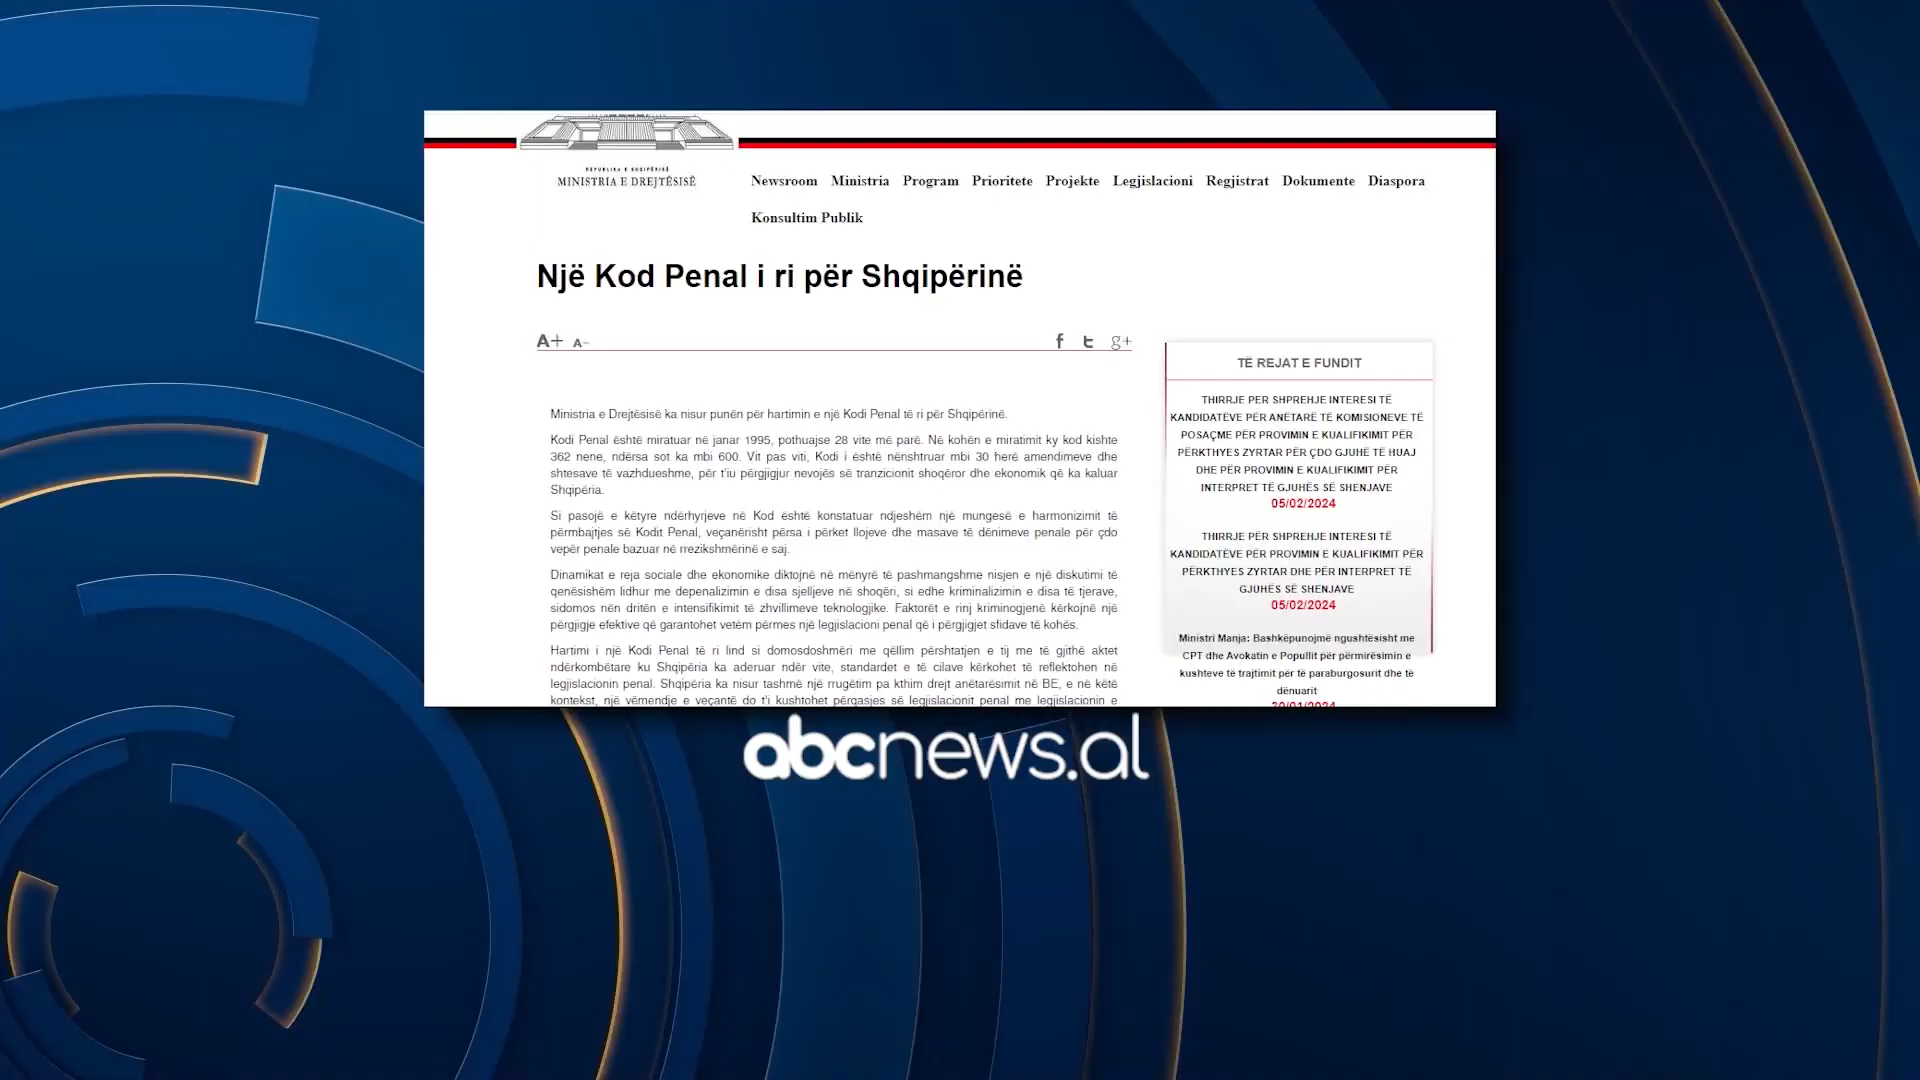 REPUBLIKA E SHQIPËRISË
MINISTRIA E DREJTËSISË
Newsroom Ministria Program Prioritete Projekte Legjislacioni Regjistrat Dokumente Diaspora
Konsultim Publik
Një Kod Penal i ri për Shqipërinë
A+ A-
f t g+
Ministria e Drejtësisë ka nisur punën për hartimin e një Kodi Penal të ri për Shqipërinë.
Kodi Penal është miratuar në janar 1995, pothuajse 28 vite më parë. Në kohën e miratimit ky kod kishte
362 nene, ndërsa sot ka mbi 600. Vit pas viti, Kodi i është nënshtruar mbi 30 herë amendimeve dhe
shtesave të vazhdueshme, për t'iu përgjigjur nevojës së tranzicionit shoqëror dhe ekonomik që ka kaluar
Shqipëria.
Si pasojë e këtyre ndërhyrjeve në Kod është konstatuar ndjeshëm një mungesë e harmonizimit të
përmbajtjes së Kodit Penal, veçanërisht përsa i përket llojeve dhe masave të dënimeve penale për çdo
vepër penale bazuar në rrezikshmërinë e saj.
Dinamikat e reja sociale dhe ekonomike diktojnë në mënyrë të pashmangshme nisjen e një diskutimi të
qenësishëm lidhur me depenalizimin e disa sjelljeve në shoqëri, si edhe kriminalizimin e disa të tjerave,
sidomos nën dritën e intensifikimit të zhvillimeve teknologjike. Faktorët e rinj kriminogjenë kërkojnë një
përgjigje efektive që garantohet vetëm përmes një legjislacioni penal që i përgjigjet sfidave të kohës.
Hartimi i një Kodi Penal të ri lind si domosdoshmëri me qëllim përshtatjen e tij me të gjithë aktet
ndërkombëtare ku Shqipëria ka aderuar ndër vite, standardet e të cilave kërkohet të reflektohen në
legjislacionin penal. Shqipëria ka nisur tashmë një rrugëtim pa kthim drejt anëtarësimit në BE, e në këtë
kontekst, një vëmendje e veçantë do t'i kushtohet përqasjes së legjislacionit penal me legjislacionin e
TË REJAT E FUNDIT
THIRRJE PER SHPREHJE INTERESI TË
KANDIDATËVE PËR ANËTARË TË KOMISIONEVE TË
POSAÇME PËR PROVIMIN E KUALIFIKIMIT PËR
PËRKTHYES ZYRTAR PËR ÇDO GJUHË TË HUAJ
DHE PËR PROVIMIN E KUALIFIKIMIT PËR
INTERPRET TË GJUHËS SË SHENJAVE
05/02/2024
THIRRJE PËR SHPREHJE INTERESI TË
KANDIDATËVE PËR PROVIMIN E KUALIFIKIMIT PËR
PËRKTHYES ZYRTAR DHE PËR INTERPRET TË
GJUHËS SË SHENJAVE
05/02/2024
Ministri Manja: Bashkëpunojmë ngushtësisht me
CPT dhe Avokatin e Popullit për përmirësimin e
kushteve të trajtimit për të paraburgosurit dhe të
dënuarit
30/01/2024
abcnews.al